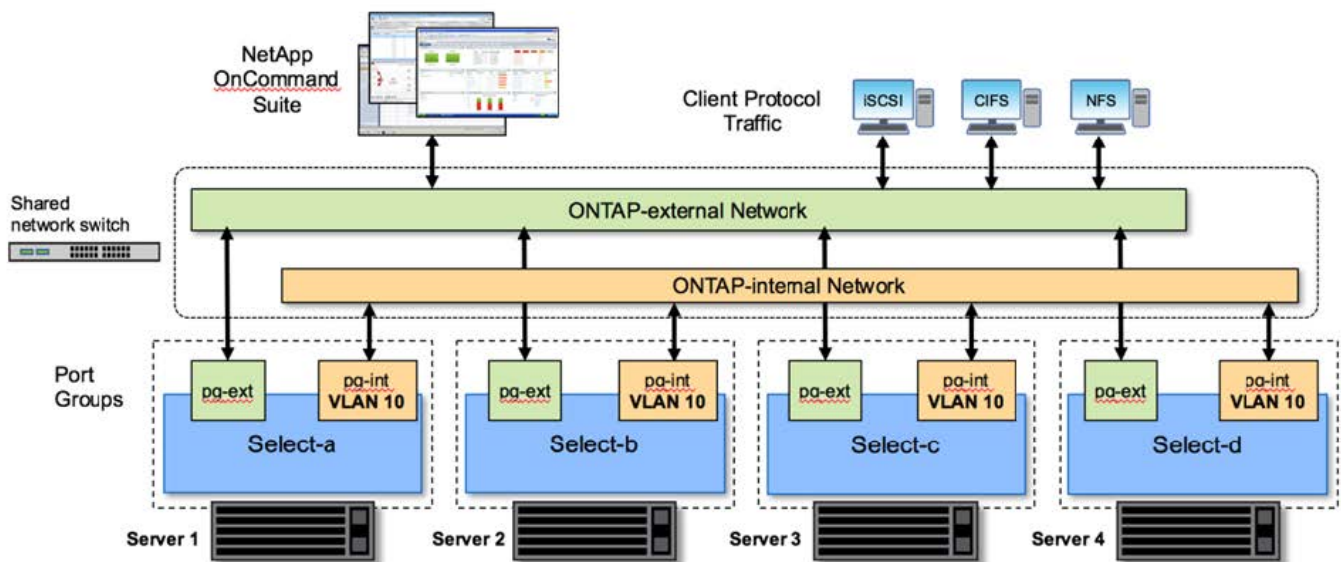 NetApp
OnCommand
Suite
Client Protocol
Traffic
iSCSI
CIFS
NFS
Shared
network switch
ONTAP-external Network
ONTAP-internal Network
Port
Groups
pg-ext
pg-int
VLAN 10
Select-a
pg-ext
pg-int
VLAN 10
Select-b
pg-ext
pg-int
VLAN 10
Select-c
pg-ext
pg-int
VLAN 10
Select-d
Server 1
Server 2
Server 3
Server 4